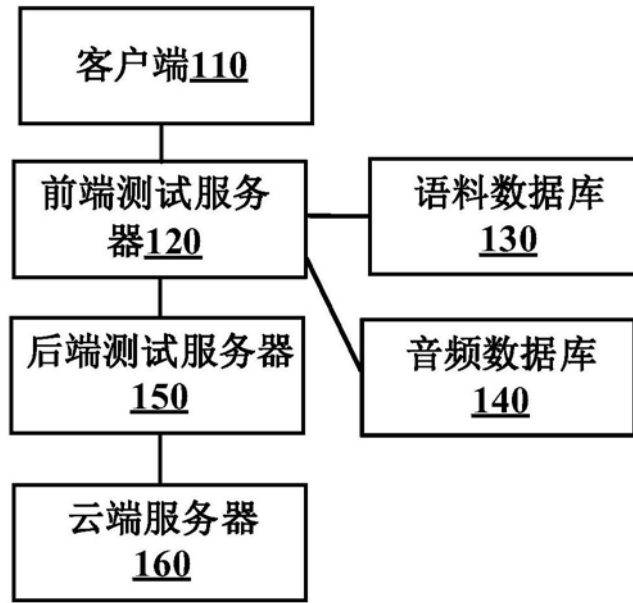 客户端110
前端测试服务
器120
语料数据库
130
后端测试服务器
150
音频数据库
140
云端服务器
160